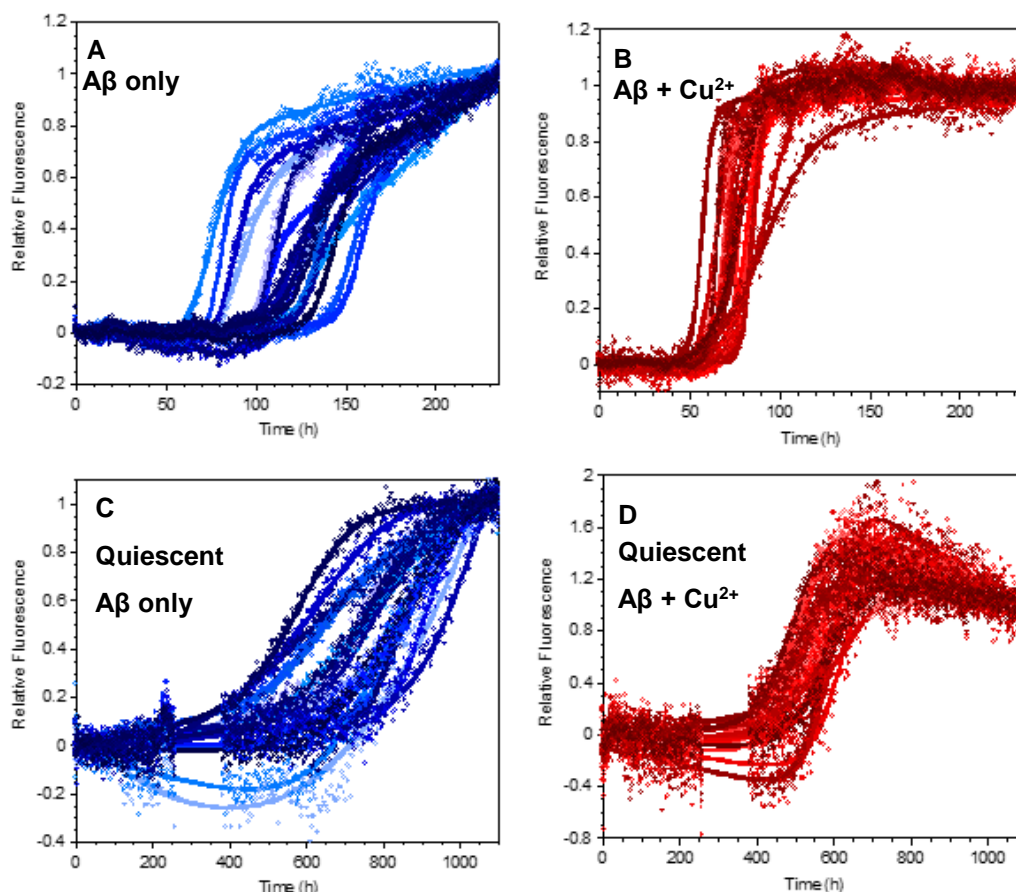 A
Aβ only
1.2
1
0.8
0.6
0.4
0.2
0
-0.2
Relative Fluorescence
0
50
100
150
200
Time (h)
B
Aβ + Cu²⁺
1.2
1
0.8
0.6
0.4
0.2
0
Relative Fluorescence
0
50
100
150
200
Time (h)
C
Quiescent
Aβ only
1
0.8
0.6
0.4
0.2
0
-0.2
-0.4
Relative Fluorescence
0
200
400
600
800
1000
Time (h)
D
Quiescent
Aβ + Cu²⁺
2
1.6
1.2
0.8
0.4
0
-0.4
-0.8
Relative Fluorescence
0
200
400
600
800
1000
Time (h)